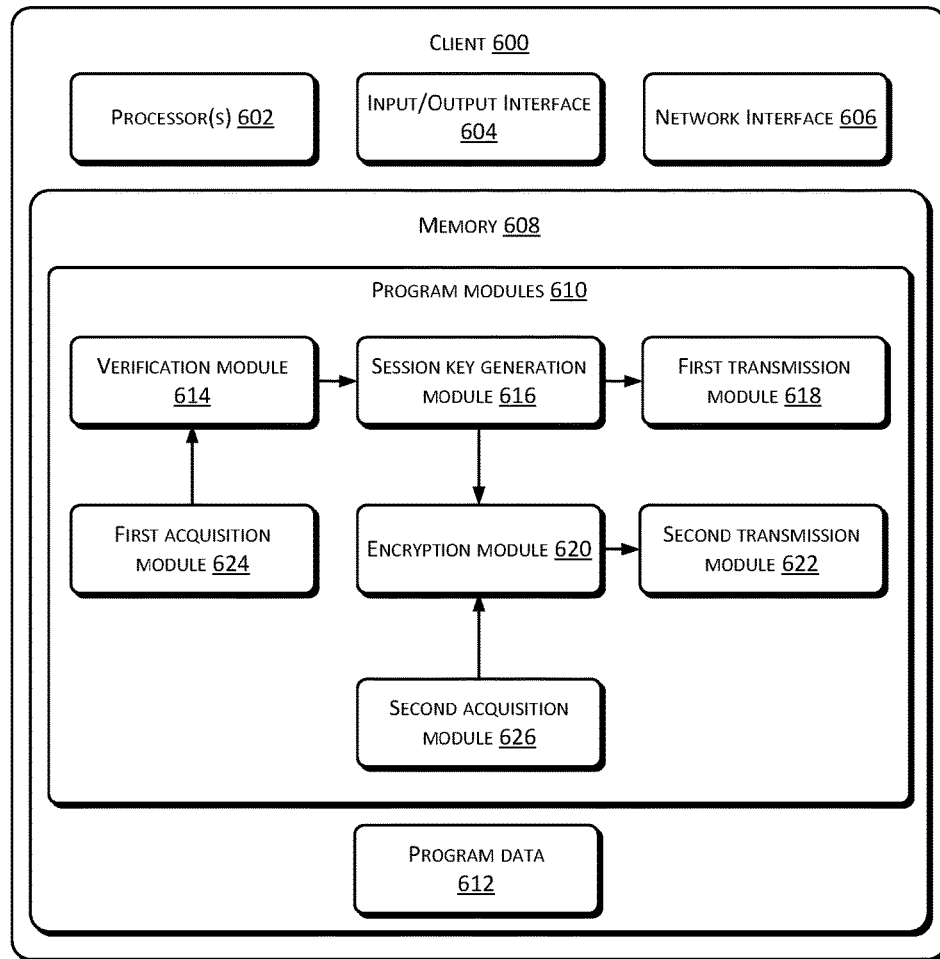 CLIENT 600
PROCESSOR(S) 602
INPUT/OUTPUT INTERFACE
604
NETWORK INTERFACE 606
MEMORY 608
PROGRAM MODULES 610
VERIFICATION MODULE
614
SESSION KEY GENERATION
MODULE 616
FIRST TRANSMISSION
MODULE 618
FIRST ACQUISITION
MODULE 624
ENCRYPTION MODULE 620
SECOND TRANSMISSION
MODULE 622
SECOND ACQUISITION
MODULE 626
PROGRAM DATA
612